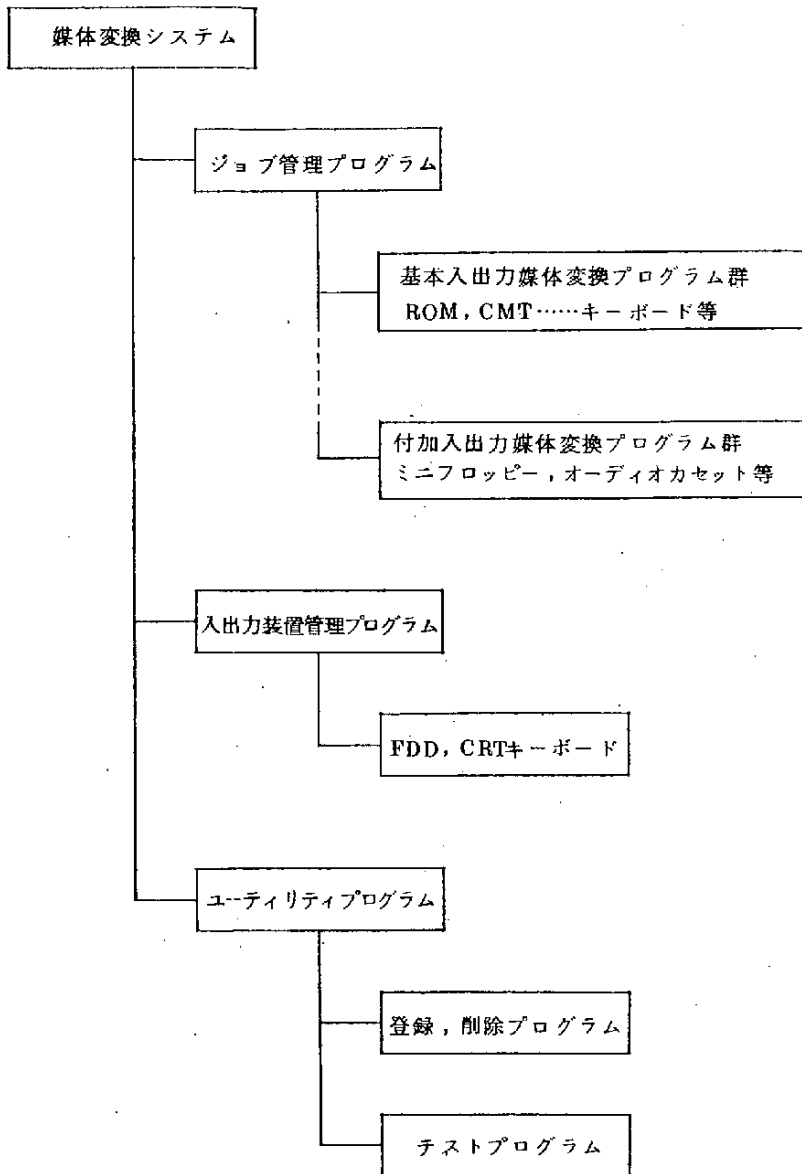 媒体変換システム
ジョブ管理プログラム
基本入出力媒体変換プログラム群
ROM,CMT……キーボード等
付加入出力媒体変換プログラム群
ミニフロッピー,オーディオカセット等
入出力装置管理プログラム
FDD,CRTキーボード
ユーティリティプログラム
登録,削除プログラム
テストプログラム